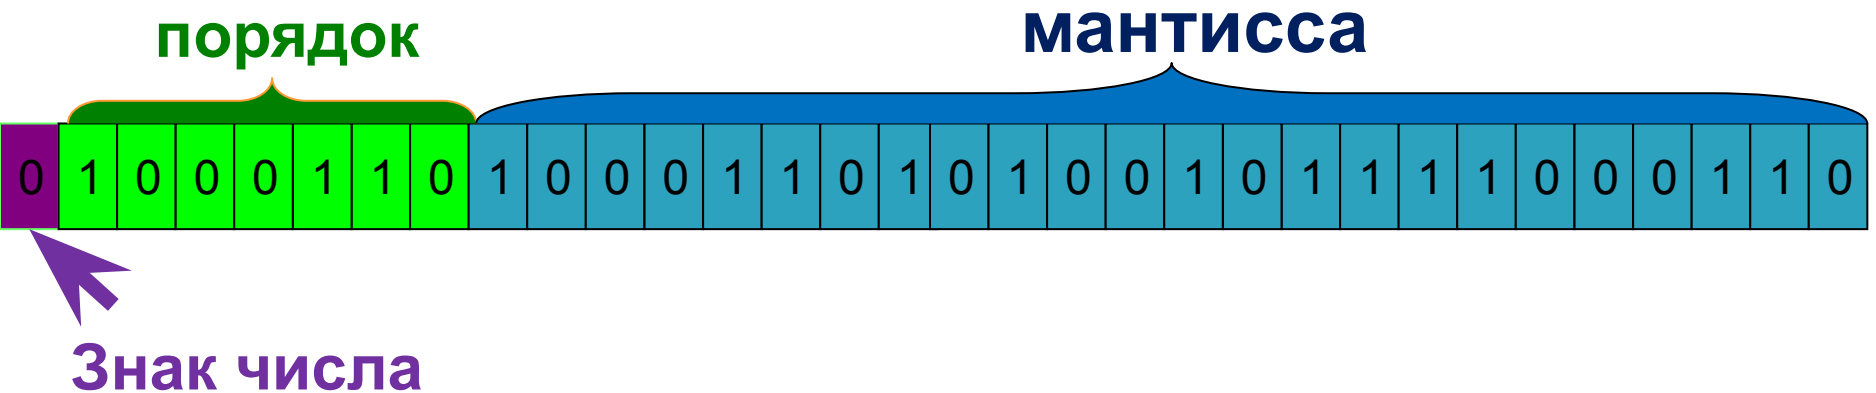 порядок мантисса
0 1 0 0 0 1 1 0 1 0 0 0 1 1 0 1 0 1 0 0 1 0 1 1 1 1 0 0 0 1 1 0
Знак числа